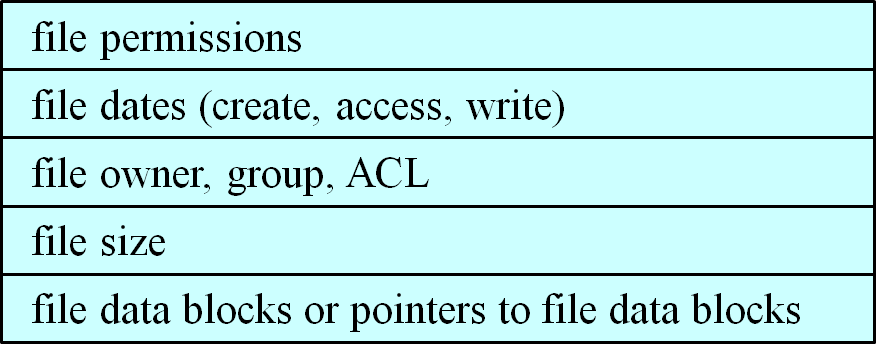 file permissions
file dates (create, access, write)
file owner, group, ACL
file size
file data blocks or pointers to file data blocks